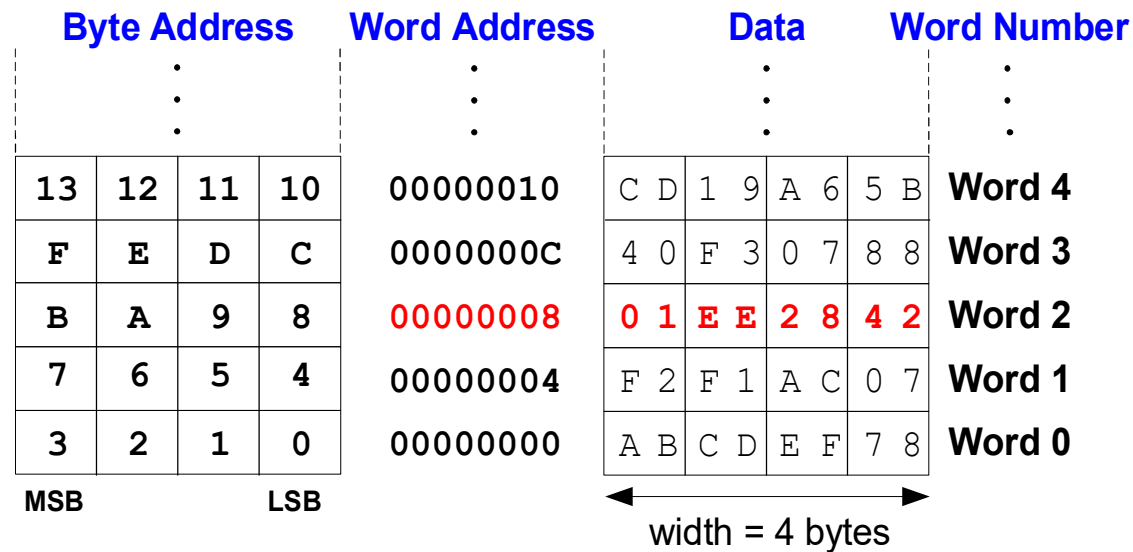 Byte Address Word Address Data Word Number
13 12 11 10 00000010 C D 1 9 A 6 5 B Word 4
F E D C 0000000C 4 0 F 3 0 7 8 8 Word 3
B A 9 8 00000008 0 1 E E 2 8 4 2 Word 2
7 6 5 4 00000004 F 2 F 1 A C 0 7 Word 1
3 2 1 0 00000000 A B C D E F 7 8 Word 0
MSB LSB
width = 4 bytes